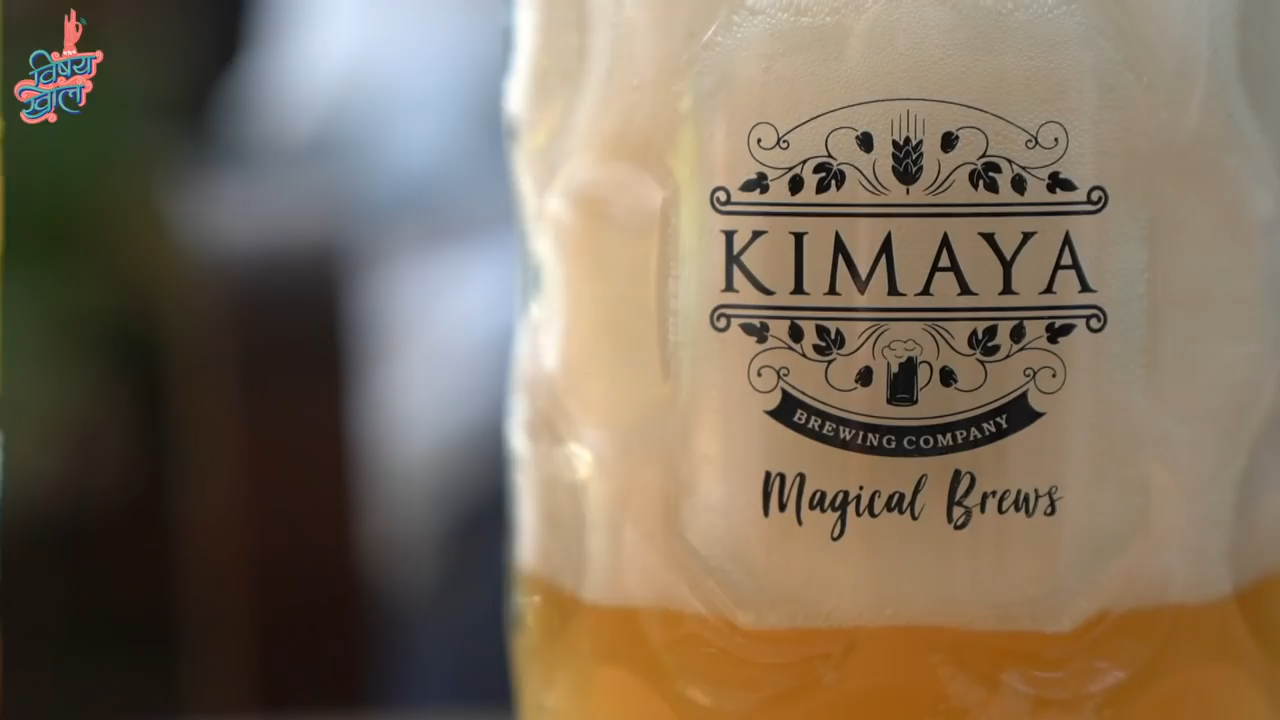 विषय
खोल
KIMAYA
BREWING COMPANY
Magical Brews